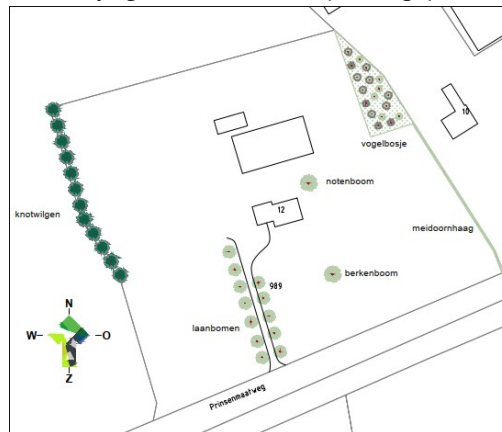 10
vogelbosje
notenboom
knotwilgen
12
meidoornhaag
989
berkenboom
N
W
O
Z
laanbomen
Prinsenmaatweg